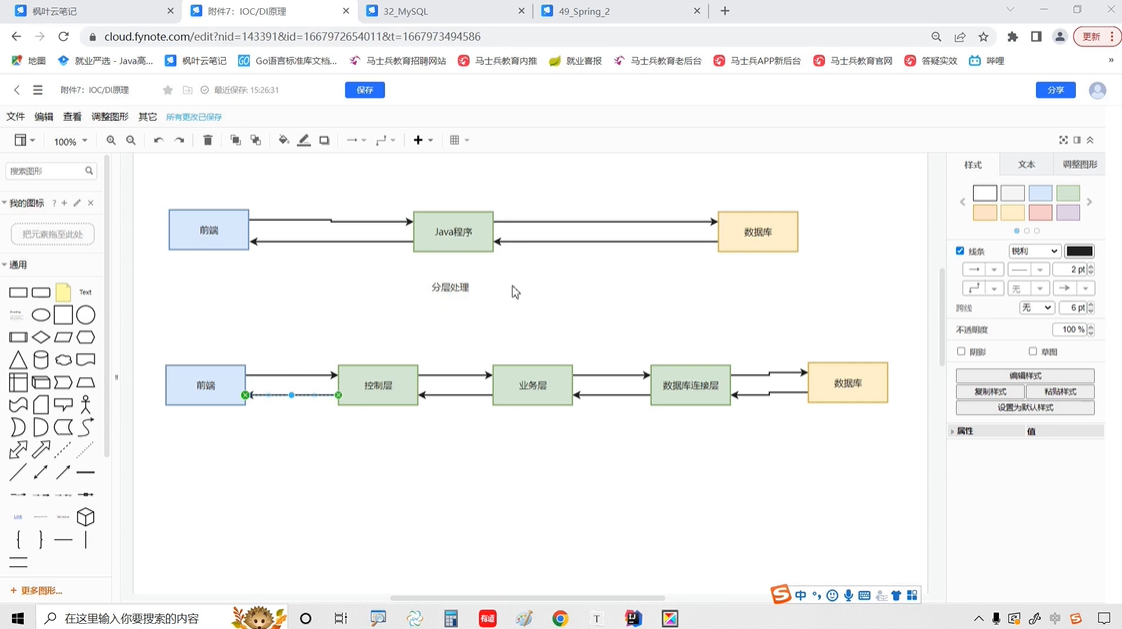 枫叶云笔记
附件7：IOC/DI原理
32_MySQL
49_Spring_2
cloud.fynote.com/edit?nid=143391&id=1667972654011&t=1667973494586
更新
地图
就业严选 - Java高...
枫叶云笔记
Go语言标准库文档...
马士兵教育招聘网站
马士兵教育内推
就业喜报
马士兵教育老后台
马士兵APP新后台
马士兵教育官网
答疑实效
哔哩
»
附件7：IOC/DI原理
最近保存: 15:26:31
保存
分享
文件 编辑 查看 调整图形 其它 所有更改已保存
100%
搜索图形
我的图标 ?
把元素拖至此处
通用
Text
更多图形...
前端
Java程序
数据库
分层处理
前端
控制层
业务层
数据库连接层
数据库
样式
文本
调整图形
线条
锐利
2 pt
无
跨线
无
6 pt
不透明度
100 %
阴影
草图
编辑样式
复制样式
粘贴样式
设置为默认样式
属性
值
中
在这里输入你要搜索的内容
有道
T